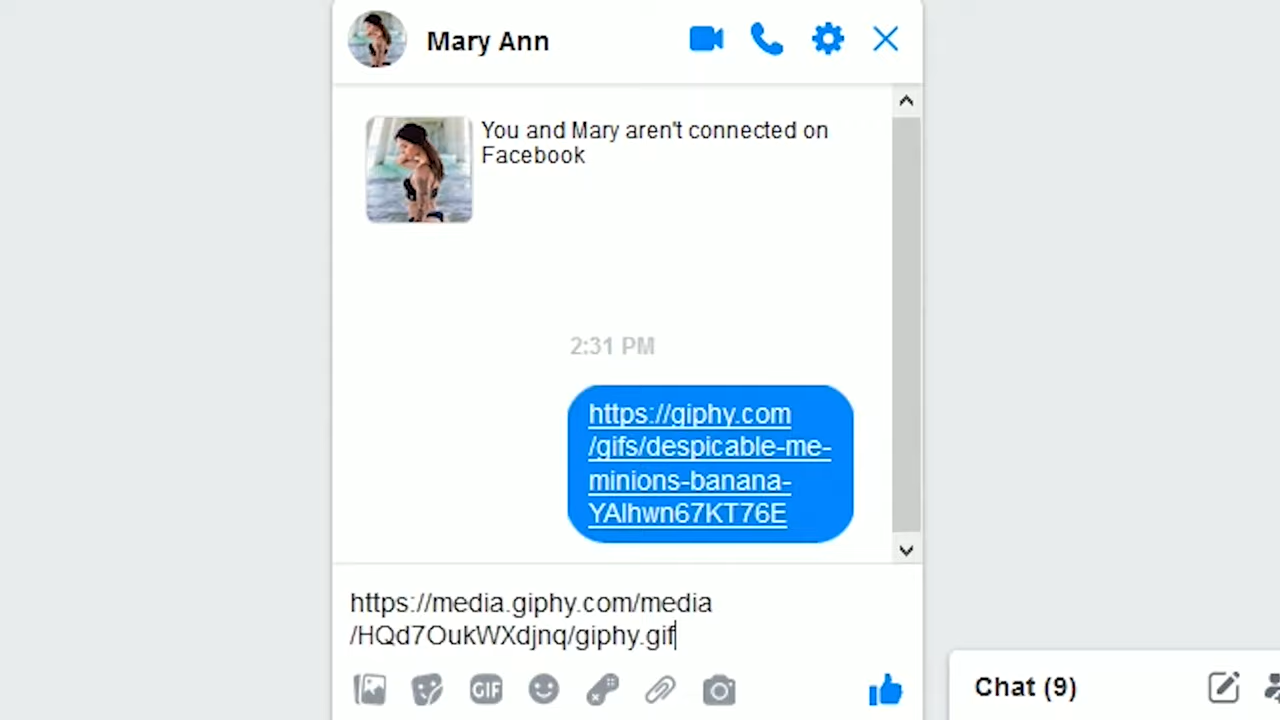 Mary Ann
You and Mary aren't connected on
Facebook
2:31 PM
https://giphy.com
/gifs/despicable-me-
minions-banana-
YAlhwn67KT76E
https://media.giphy.com/media
/HQd7OukWXdjnq/giphy.gif
GIF
Chat (9)